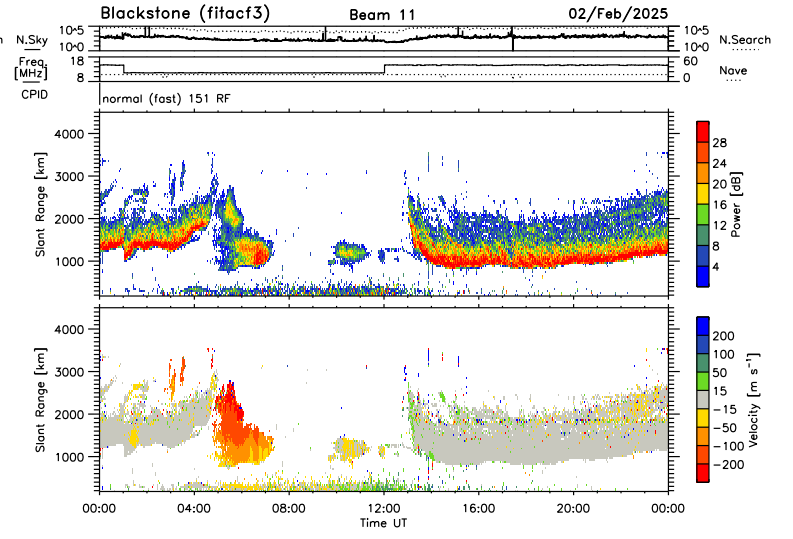 Blackstone (fitacf3) Beam 11 02/Feb/2025
N.Sky 10^5 10^5 N.Search
10^0 10^0
Freq. [MHz] 18 8 60 0 Nave
CPID normal (fast) 151 RF
Slant Range [km]
4000
3000
2000
1000
Power [dB]
28
24
20
16
12
8
4
Slant Range [km]
4000
3000
2000
1000
Velocity [m s⁻¹]
200
100
50
15
−15
−50
−100
−200
00:00 04:00 08:00 12:00 16:00 20:00 00:00
Time UT